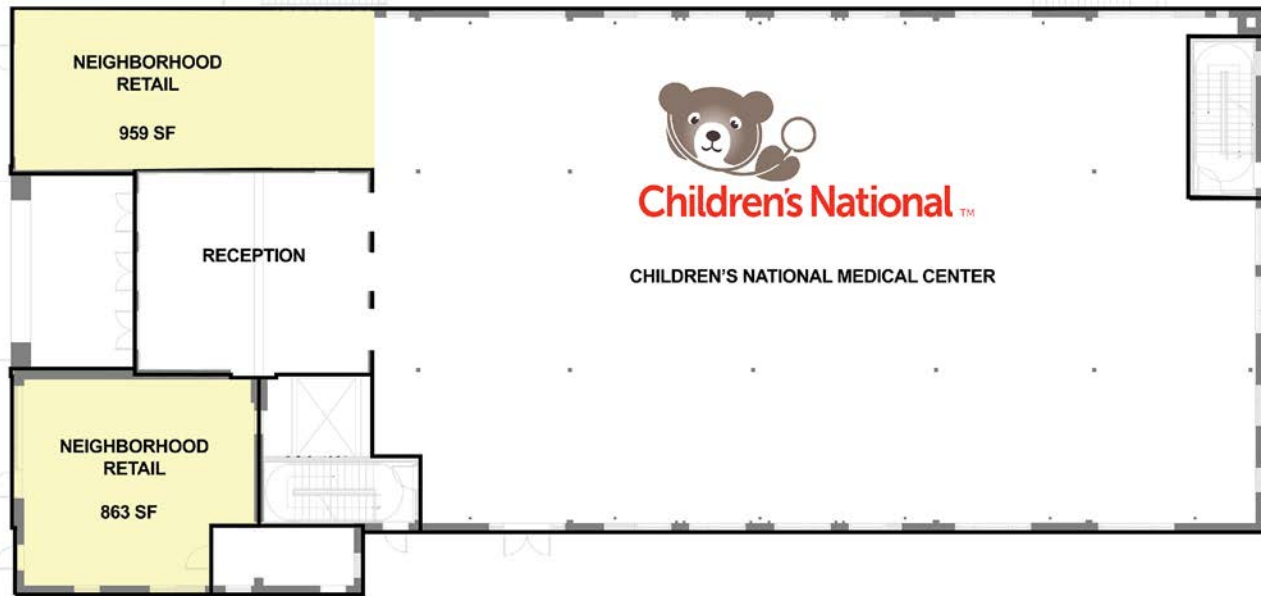 NEIGHBORHOOD
RETAIL
959 SF
Children's National ™
RECEPTION
CHILDREN'S NATIONAL MEDICAL CENTER
NEIGHBORHOOD
RETAIL
863 SF